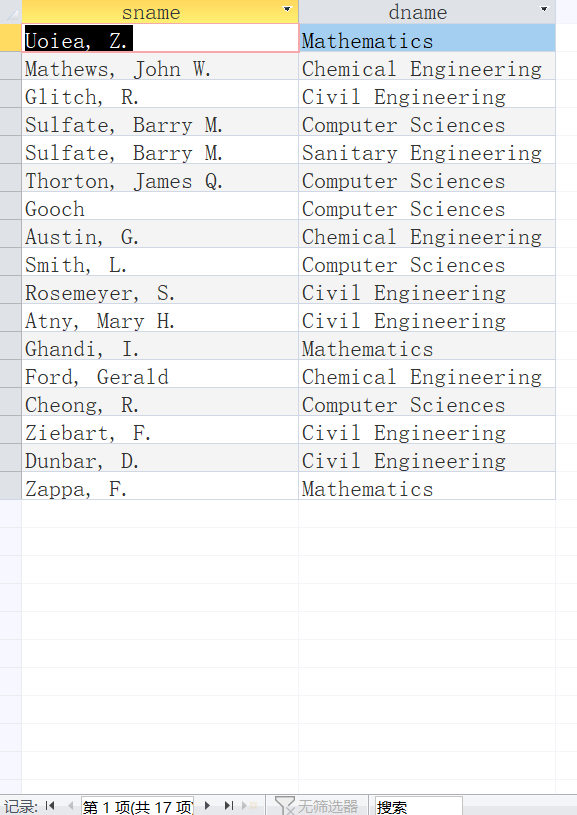 sname dname
Uoiea, Z. Mathematics
Mathews, John W. Chemical Engineering
Glitch, R. Civil Engineering
Sulfate, Barry M. Computer Sciences
Sulfate, Barry M. Sanitary Engineering
Thorton, James Q. Computer Sciences
Gooch Computer Sciences
Austin, G. Chemical Engineering
Smith, L. Computer Sciences
Rosemeyer, S. Civil Engineering
Atny, Mary H. Civil Engineering
Ghandi, I. Mathematics
Ford, Gerald Chemical Engineering
Cheong, R. Computer Sciences
Ziebart, F. Civil Engineering
Dunbar, D. Civil Engineering
Zappa, F. Mathematics
记录: 第 1 项(共 17 项) 无筛选器 搜索